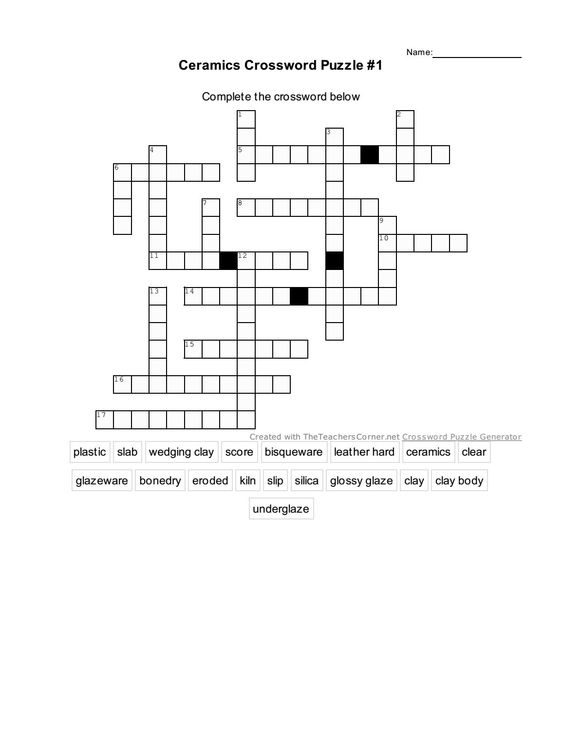 Name:
Ceramics Crossword Puzzle #1
Complete the crossword below
1 2
3
4 5
6
7 8
9
10
11 12
13 14
15
16
17
Created with TheTeachersCorner.net Crossword Puzzle Generator
plastic slab wedging clay score bisqueware leather hard ceramics clear
glazeware bonedry eroded kiln slip silica glossy glaze clay clay body
underglaze